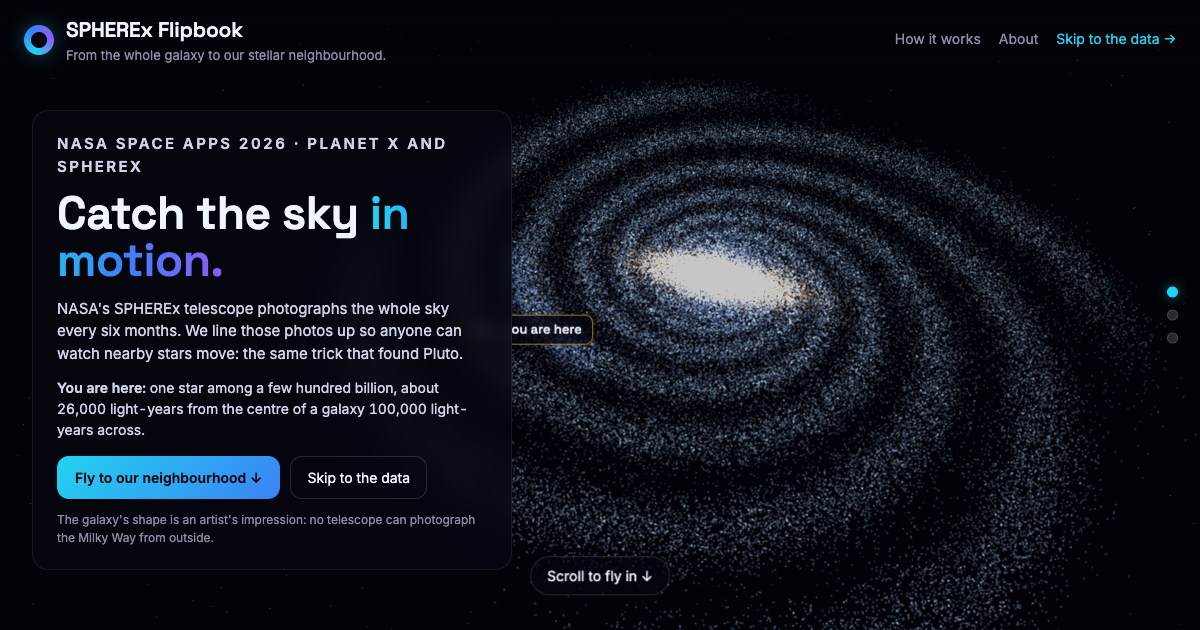 SPHEREx Flipbook
From the whole galaxy to our stellar neighbourhood.
How it works
About
Skip to the data →
NASA SPACE APPS 2026 · PLANET X AND
SPHEREX
Catch the sky in
motion.
NASA's SPHEREx telescope photographs the whole sky
every six months. We line those photos up so anyone can
watch nearby stars move: the same trick that found Pluto.
You are here: one star among a few hundred billion, about
26,000 light-years from the centre of a galaxy 100,000 light-
years across.
Fly to our neighbourhood ↓
Skip to the data
The galaxy's shape is an artist's impression: no telescope can photograph
the Milky Way from outside.
ou are here
Scroll to fly in ↓